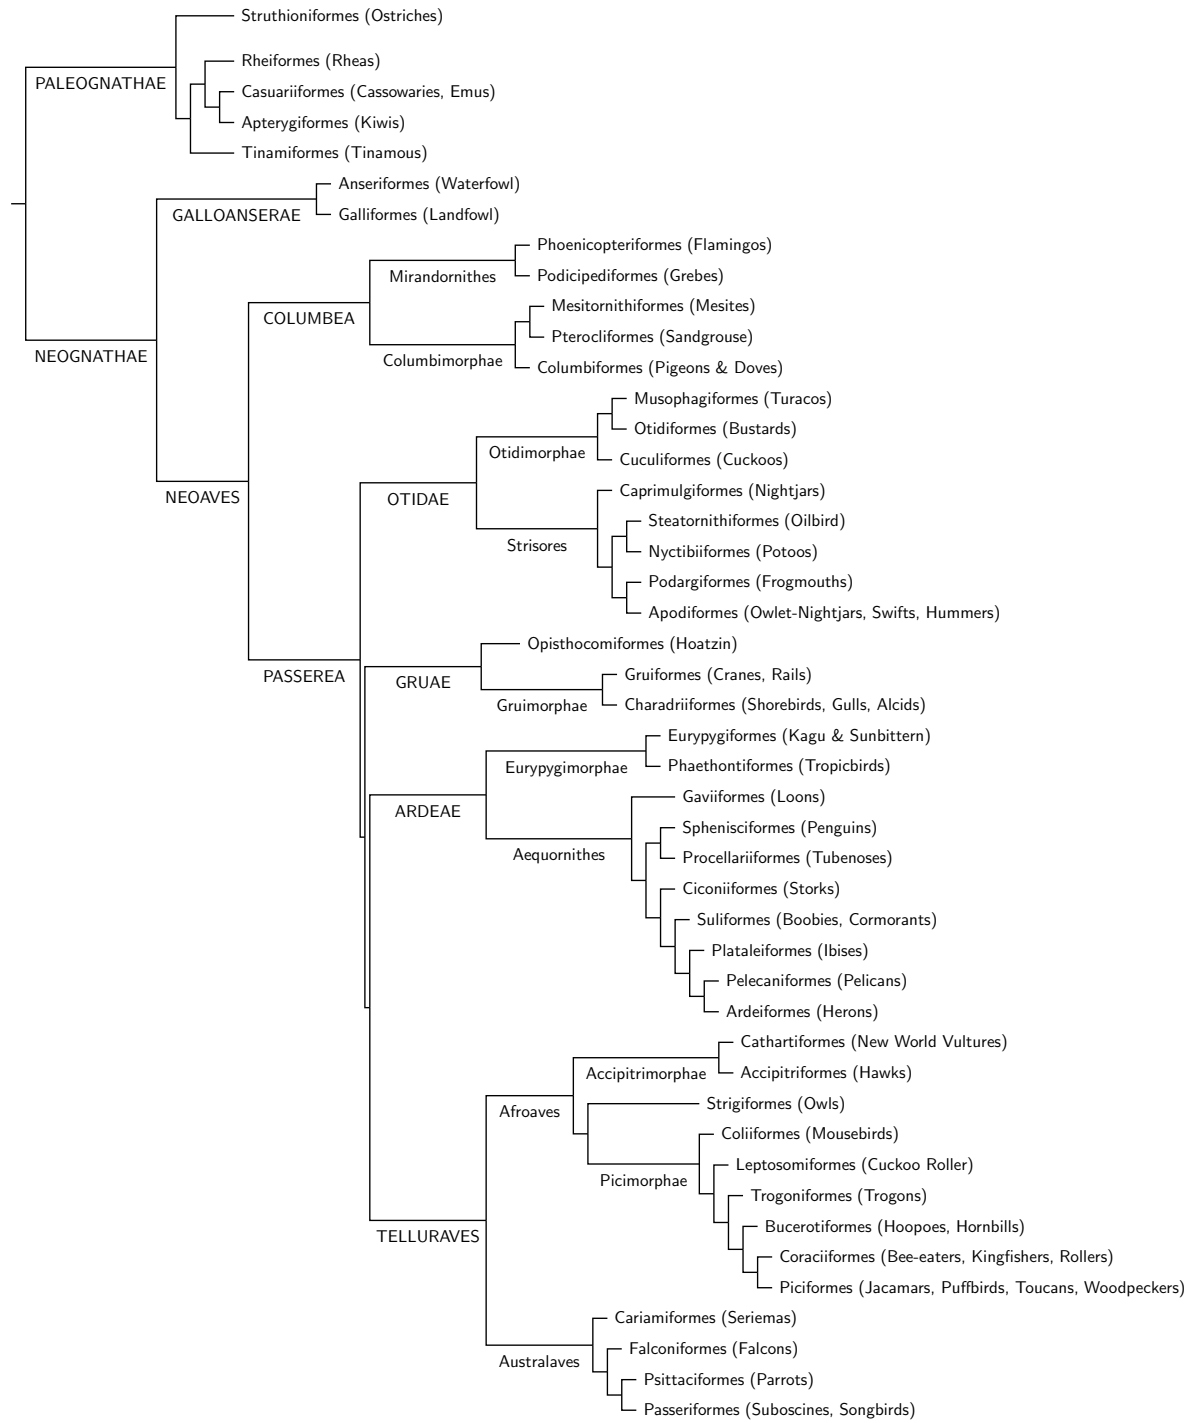 Struthioniformes (Ostriches)
Rheiformes (Rheas)
PALEOGNATHAE
Casuariiformes (Cassowaries, Emus)
Apterygiformes (Kiwis)
Tinamiformes (Tinamous)
Anseriformes (Waterfowl)
GALLOANSERAE
Galliformes (Landfowl)
Phoenicopteriformes (Flamingos)
Mirandornithes
Podicipediformes (Grebes)
Mesitornithiformes (Mesites)
COLUMBEA
Pterocliformes (Sandgrouse)
NEOGNATHAE
Columbimorphae
Columbiformes (Pigeons & Doves)
Musophagiformes (Turacos)
Otidiformes (Bustards)
Otidimorphae
Cuculiformes (Cuckoos)
Caprimulgiformes (Nightjars)
NEOAVES
OTIDAE
Steatornithiformes (Oilbird)
Strisores
Nyctibiiformes (Potoos)
Podargiformes (Frogmouths)
Apodiformes (Owlet-Nightjars, Swifts, Hummers)
Opisthocomiformes (Hoatzin)
PASSEREA
GRUAE
Gruiformes (Cranes, Rails)
Gruimorphae
Charadriiformes (Shorebirds, Gulls, Alcids)
Eurypygiformes (Kagu & Sunbittern)
Eurypygimorphae
Phaethontiformes (Tropicbirds)
Gaviiformes (Loons)
ARDEAE
Sphenisciformes (Penguins)
Aequornithes
Procellariiformes (Tubenoses)
Ciconiiformes (Storks)
Suliformes (Boobies, Cormorants)
Plataleiformes (Ibises)
Pelecaniformes (Pelicans)
Ardeiformes (Herons)
Cathartiformes (New World Vultures)
Accipitrimorphae
Accipitriformes (Hawks)
Afroaves
Strigiformes (Owls)
Coliiformes (Mousebirds)
Leptosomiformes (Cuckoo Roller)
Picimorphae
Trogoniformes (Trogons)
Bucerotiformes (Hoopoes, Hornbills)
TELLURAVES
Coraciiformes (Bee-eaters, Kingfishers, Rollers)
Piciformes (Jacamars, Puffbirds, Toucans, Woodpeckers)
Cariamiformes (Seriemas)
Falconiformes (Falcons)
Australaves
Psittaciformes (Parrots)
Passeriformes (Suboscines, Songbirds)